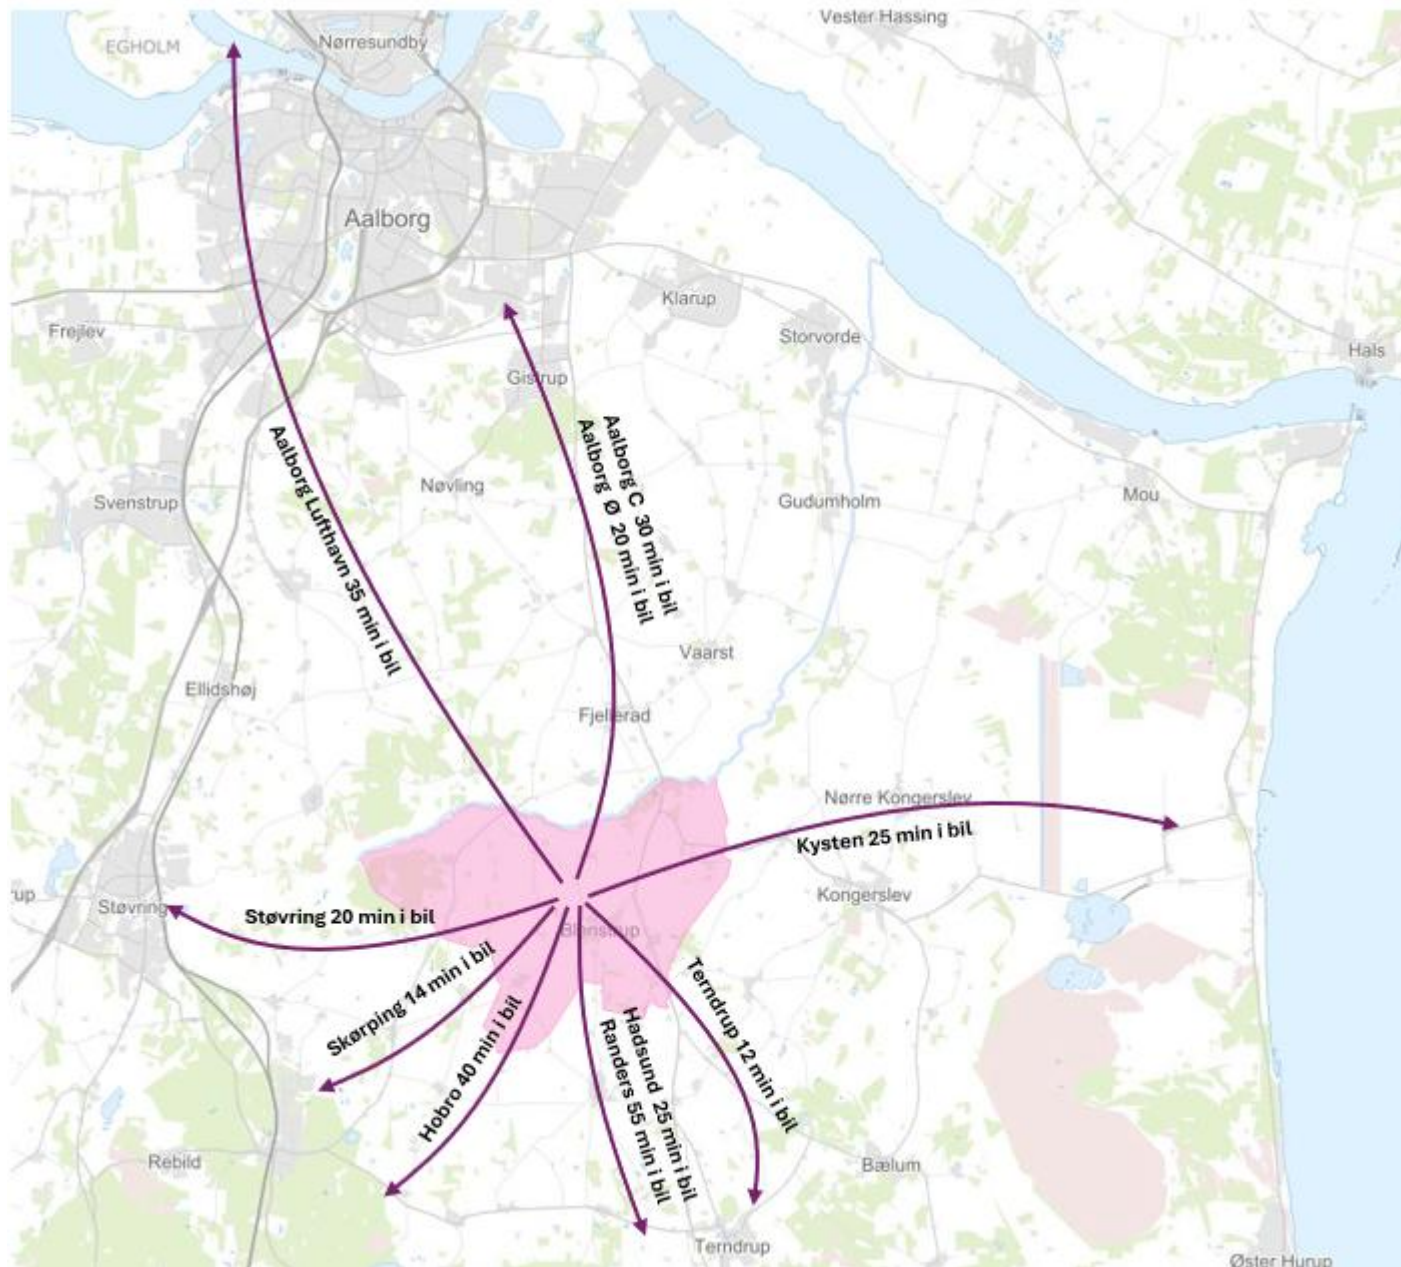 Vester Hassing
EGHOLM
Nørresundby
Aalborg
Klarup
Frejlev
Storvorde
Hals
Gistrup
Aalborg Lufthavn 35 min i bil
Aalborg C 30 min i bil
Aalborg Ø 20 min i bil
Nøvling
Svenstrup
Gudumholm
Mou
Vaarst
Ellidshøj
Fjellerad
Nørre Kongerslev
Kysten 25 min i bil
rup
Støvring
Støvring 20 min i bil
Kongerslev
Blenstrup
Skørping 14 min i bil
Hobro 40 min i bil
Hadsund 25 min i bil
Randers 55 min i bil
Terndrup 12 min i bil
Rebild
Bælum
Terndrup
Øster Hurup